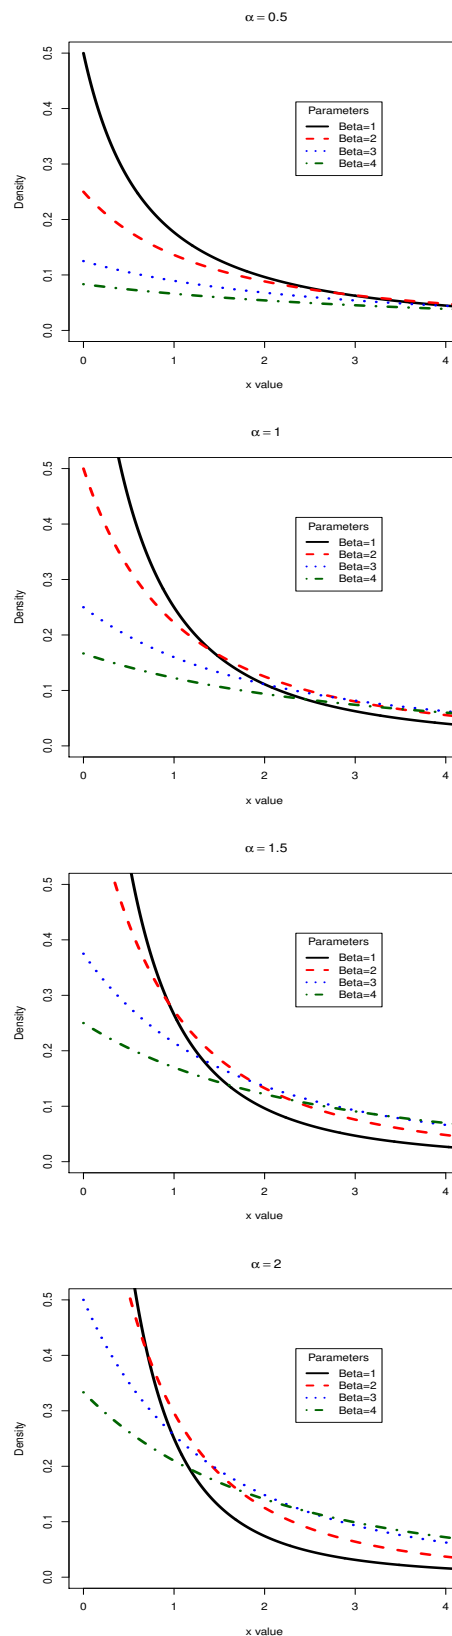 α = 0.5
0.5
0.4
0.3
0.2
0.1
0.0
Density
Parameters
Beta=1
Beta=2
Beta=3
Beta=4
0 1 2 3 4
x value
α = 1
0.5
0.4
0.3
0.2
0.1
0.0
Density
Parameters
Beta=1
Beta=2
Beta=3
Beta=4
0 1 2 3 4
x value
α = 1.5
0.5
0.4
0.3
0.2
0.1
0.0
Density
Parameters
Beta=1
Beta=2
Beta=3
Beta=4
0 1 2 3 4
x value
α = 2
0.5
0.4
0.3
0.2
0.1
0.0
Density
Parameters
Beta=1
Beta=2
Beta=3
Beta=4
0 1 2 3 4
x value